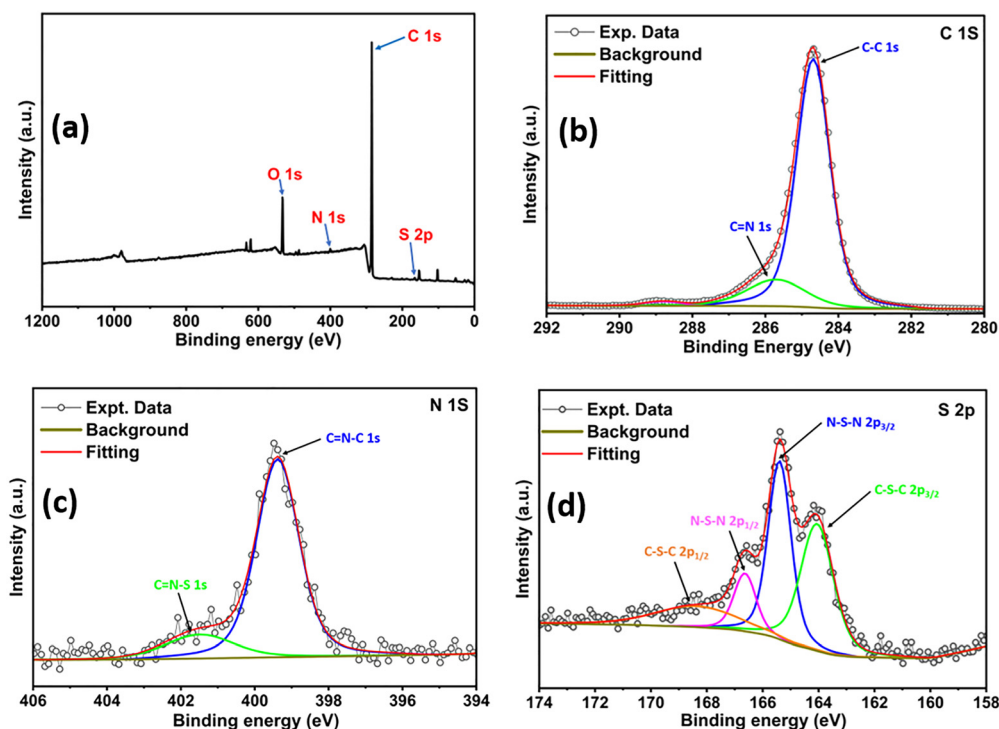 (a)
C 1s
O 1s
N 1s
S 2p
Intensity (a.u.)
1200 1000 800 600 400 200 0
Binding energy (eV)
(b)
C 1S
Exp. Data
Background
Fitting
C-C 1s
C=N 1s
Intensity (a.u.)
292 290 288 286 284 282 280
Binding Energy (eV)
(c)
N 1S
Expt. Data
Background
Fitting
C=N-C 1s
C=N-S 1s
Intensity (a.u.)
406 404 402 400 398 396 394
Binding energy (eV)
(d)
S 2p
Expt. Data
Background
Fitting
N-S-N 2p3/2
C-S-C 2p3/2
N-S-N 2p1/2
C-S-C 2p1/2
Intensity (a.u.)
174 172 170 168 166 164 162 160 158
Binding energy (eV)